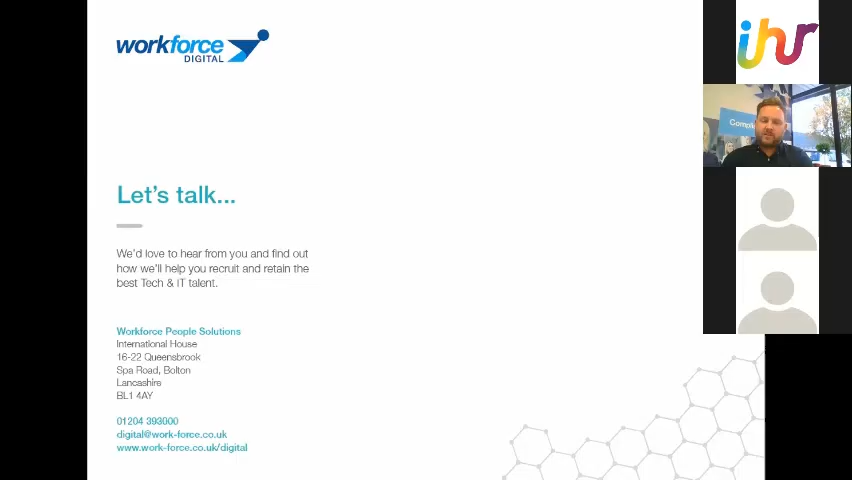 workforce
DIGITAL
ihr
Let's talk...
We'd love to hear from you and find out
how we'll help you recruit and retain the
best Tech & IT talent.
Workforce People Solutions
International House
16-22 Queensbrook
Spa Road, Bolton
Lancashire
BL1 4AY
01204 393000
digital@work-force.co.uk
www.work-force.co.uk/digital